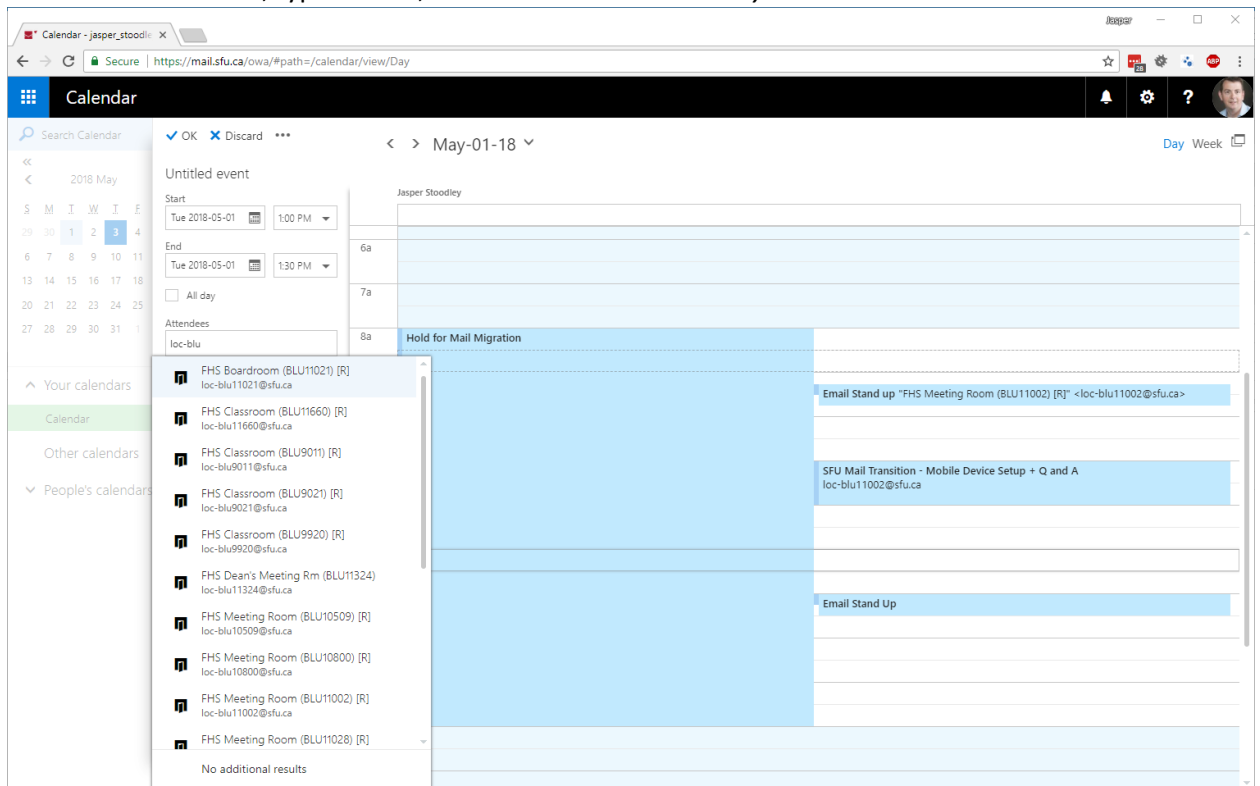 Calendar - jasper_stoodle
Jasper
Secure
https://mail.sfu.ca/owa/#path=/calendar/view/Day
28
ABP
Calendar
?
Search Calendar
OK Discard •••
May-01-18
Day Week
2018 May
S M T W T F
29 30 1 2 3 4
6 7 8 9 10 11
13 14 15 16 17 18
20 21 22 23 24 25
27 28 29 30 31 1
Your calendars
Calendar
Other calendars
People's calendars
Untitled event
Start
Tue 2018-05-01 1:00 PM
End
Tue 2018-05-01 1:30 PM
All day
Attendees
loc-blu
FHS Boardroom (BLU11021) [R]
loc-blu11021@sfu.ca
FHS Classroom (BLU11660) [R]
loc-blu11660@sfu.ca
FHS Classroom (BLU9011) [R]
loc-blu9011@sfu.ca
FHS Classroom (BLU9021) [R]
loc-blu9021@sfu.ca
FHS Classroom (BLU9920) [R]
loc-blu9920@sfu.ca
FHS Dean's Meeting Rm (BLU11324)
loc-blu11324@sfu.ca
FHS Meeting Room (BLU10509) [R]
loc-blu10509@sfu.ca
FHS Meeting Room (BLU10800) [R]
loc-blu10800@sfu.ca
FHS Meeting Room (BLU11002) [R]
loc-blu11002@sfu.ca
FHS Meeting Room (BLU11028) [R]
No additional results
Jasper Stoodley
6a
7a
8a
Hold for Mail Migration
Email Stand up "FHS Meeting Room (BLU11002) [R]" <loc-blu11002@sfu.ca>
SFU Mail Transition - Mobile Device Setup + Q and A
loc-blu11002@sfu.ca
Email Stand Up